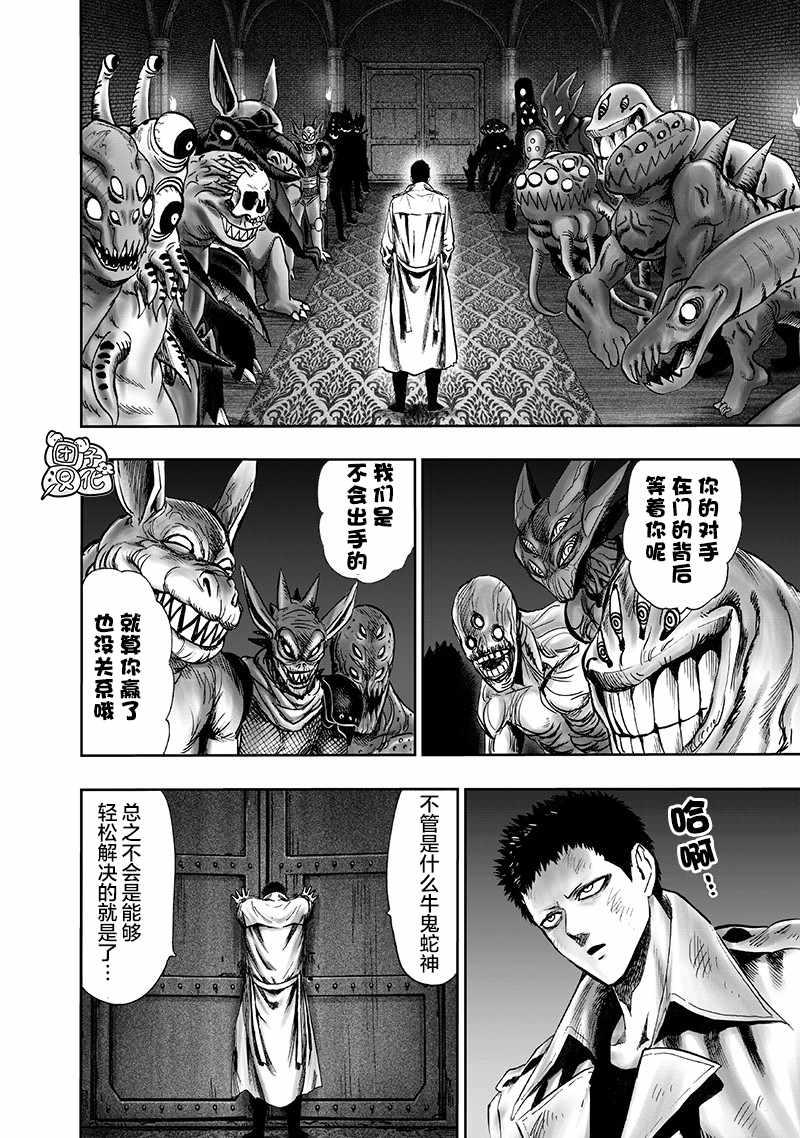 你的对手
在门的背后
等着你呢
我们是
不会出手的
就算你赢了
也没关系哦
哈啊…
不管是什么牛鬼蛇神
总之不会是能够
轻松解决的就是了…
团子
汉化